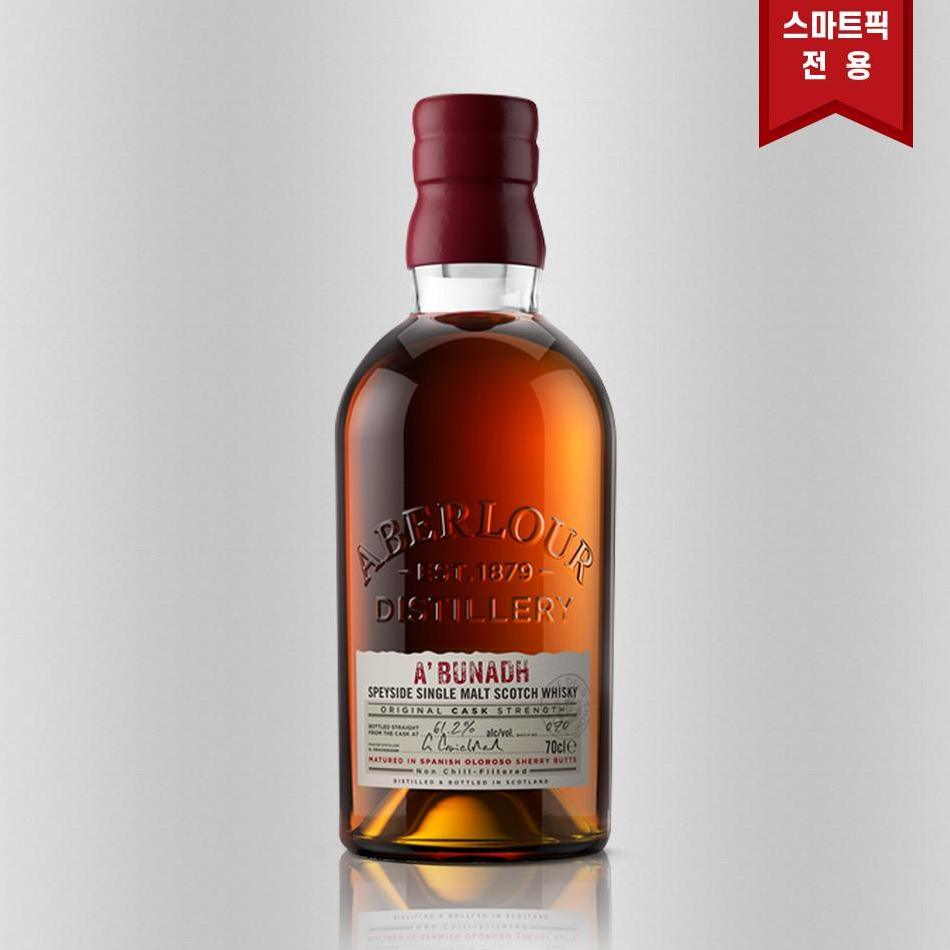 스마트픽
전 용
ABERLOUR
EST. 1879
DISTILLERY
A' BUNADH
SPEYSIDE SINGLE MALT SCOTCH WHISKY
ORIGINAL CASK STRENGTH
BOTTLED STRAIGHT
FROM THE CASK AT 61.2% alc/vol. BATCH NO. 070
70cl e
MATURED IN SPANISH OLOROSO SHERRY BUTTS
Non Chill-Filtered
DISTILLED & BOTTLED IN SCOTLAND